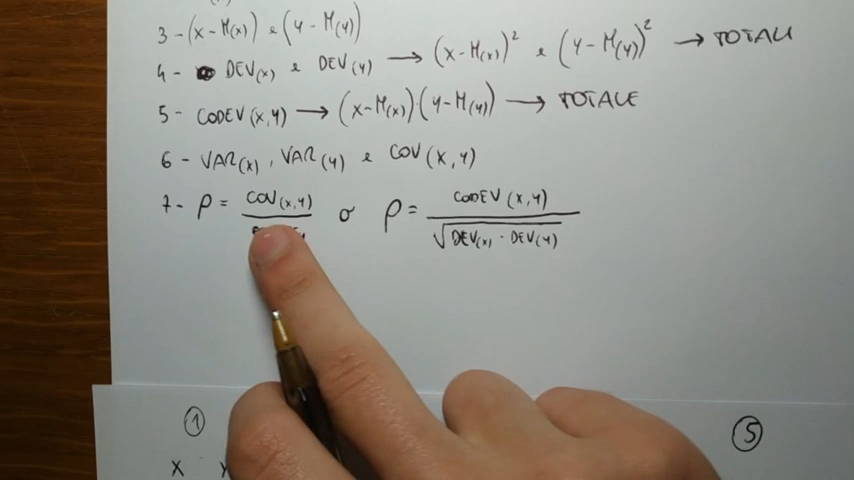 3 - (x - M(x)) e (y - M(y))
4 - DEV(x) e DEV(y) → (x - M(x))² e (y - M(y))² → TOTALI
5 - CODEV(x,y) → (x - M(x))·(y - M(y)) → TOTALE
6 - VAR(x), VAR(y) e COV(x,y)
7 - ρ = COV(x,y) o ρ = CODEV(x,y)
√DEV(x) · DEV(y)
① ⑤
x